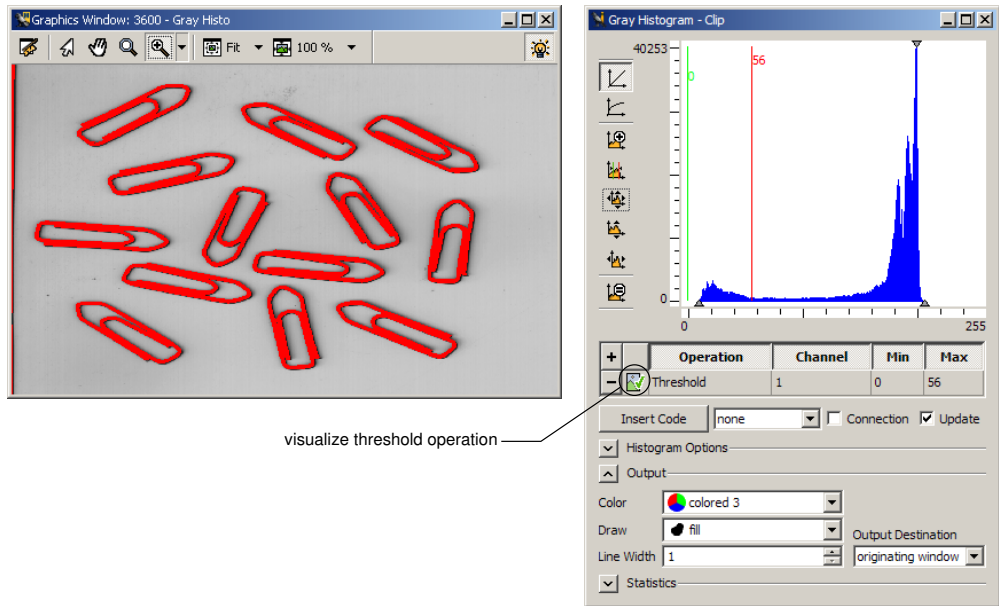 Graphics Window: 3600 - Gray Histo
Fit 100 %
visualize threshold operation
Gray Histogram - Clip
40253
56
0
0
0 255
+ Operation Channel Min Max
− Threshold 1 0 56
Insert Code none Connection Update
Histogram Options
Output
Color colored 3
Draw fill Output Destination
Line Width 1 originating window
Statistics